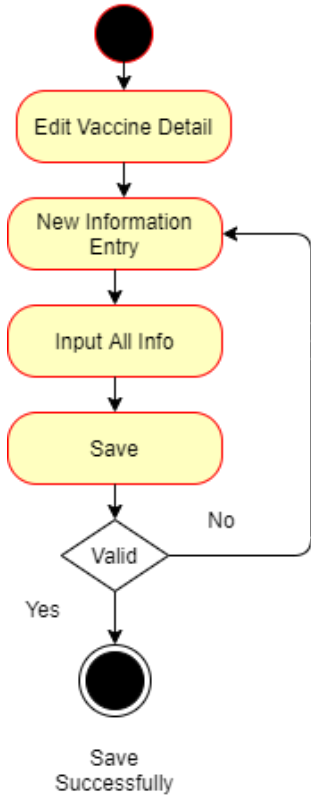 Edit Vaccine Detail
New Information
Entry
Input All Info
Save
No
Valid
Yes
Save
Successfully